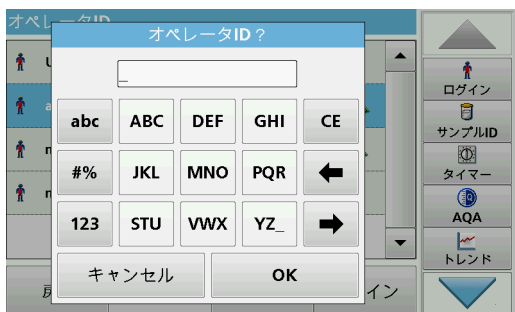 オペレータID
オペレータID？
_
abc ABC DEF GHI CE
#% JKL MNO PQR
123 STU VWX YZ_
キャンセル OK
ログイン
サンプルID
タイマー
AQA
トレンド